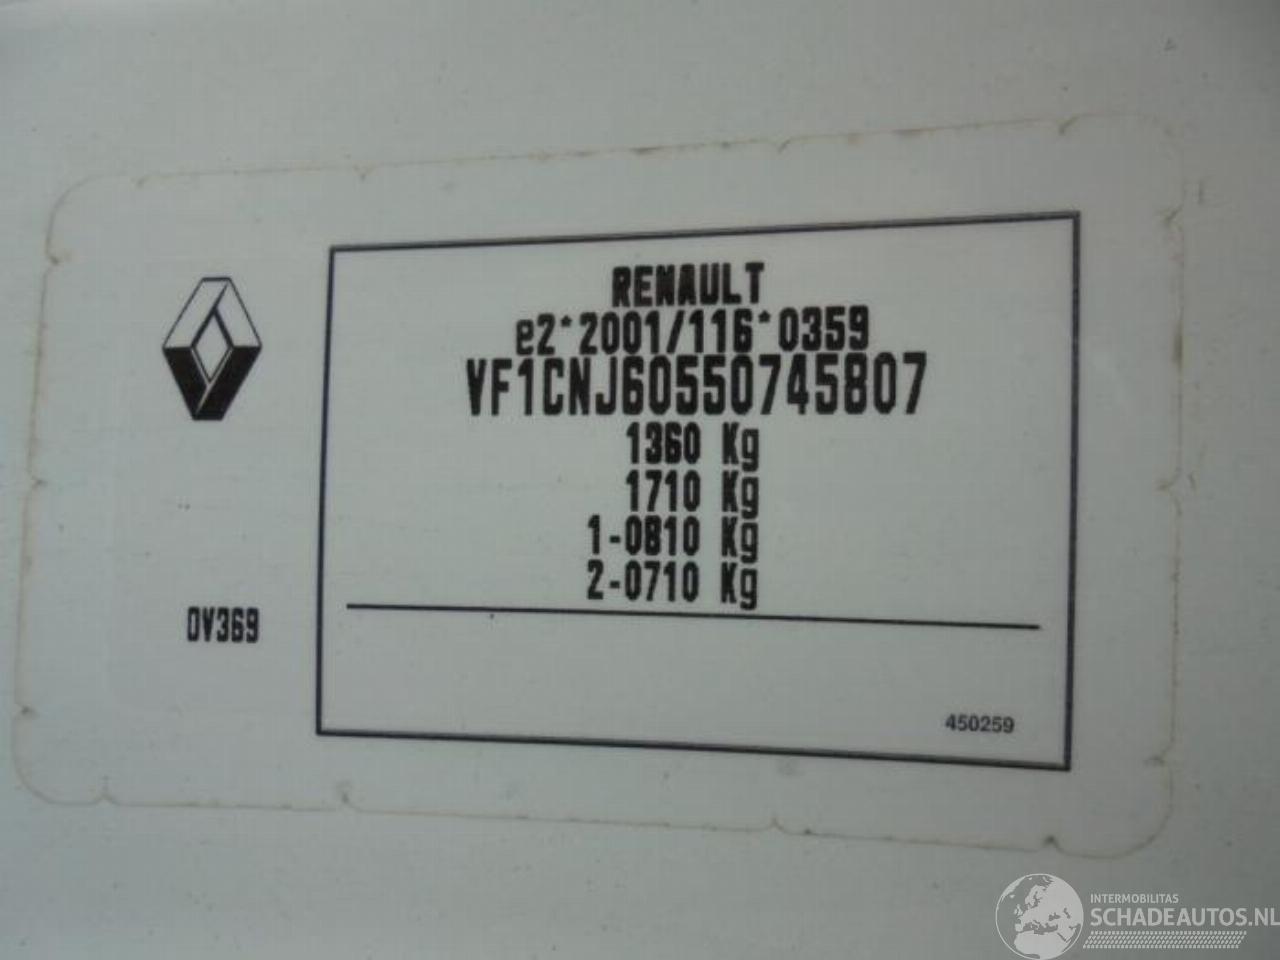 RENAULT
e2*2001/116*0359
VF1CNJ60550745807
1360 Kg
1710 Kg
1-0810 Kg
2-0710 Kg
0V369
450259
INTERMOBILITAS
SCHADEAUTOS.NL